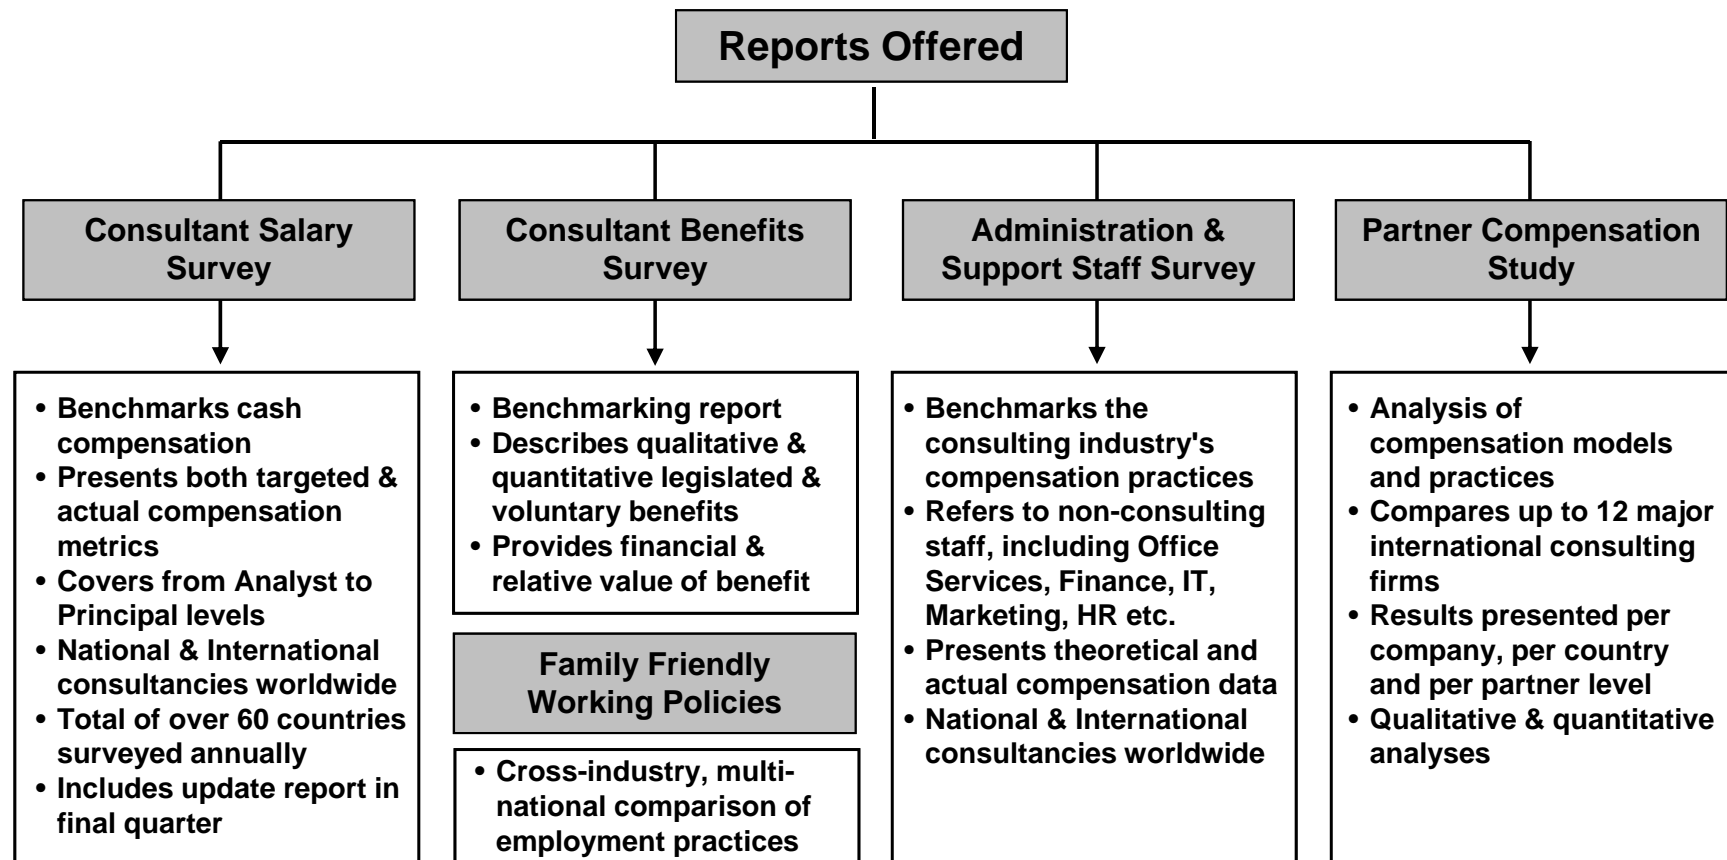 Reports Offered
Consultant Salary
Survey
• Benchmarks cash
compensation
• Presents both targeted &
actual compensation
metrics
• Covers from Analyst to
Principal levels
• National & International
consultancies worldwide
• Total of over 60 countries
surveyed annually
• Includes update report in
final quarter
Consultant Benefits
Survey
• Benchmarking report
• Describes qualitative &
quantitative legislated &
voluntary benefits
• Provides financial &
relative value of benefit
Family Friendly
Working Policies
• Cross-industry, multi-
national comparison of
employment practices
Administration &
Support Staff Survey
• Benchmarks the
consulting industry's
compensation practices
• Refers to non-consulting
staff, including Office
Services, Finance, IT,
Marketing, HR etc.
• Presents theoretical and
actual compensation data
• National & International
consultancies worldwide
Partner Compensation
Study
• Analysis of
compensation models
and practices
• Compares up to 12 major
international consulting
firms
• Results presented per
company, per country
and per partner level
• Qualitative & quantitative
analyses